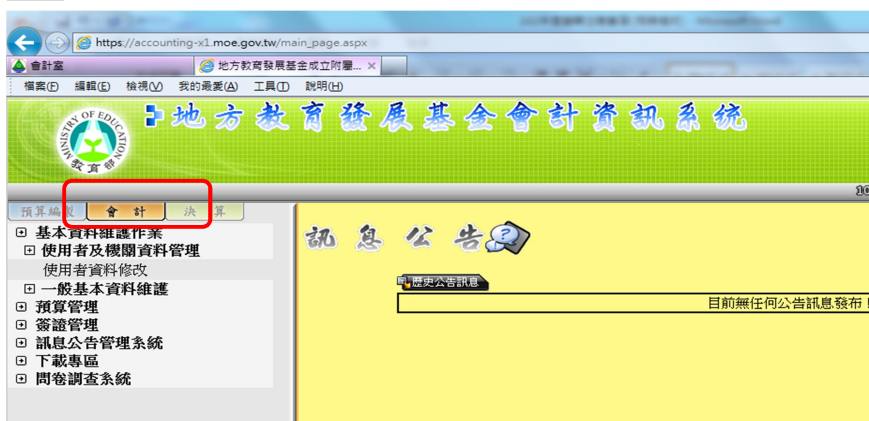 https://accounting-x1.moe.gov.tw/main_page.aspx
會計室
地方教育發展基金成立附屬... ×
檔案(F) 編輯(E) 檢視(V) 我的最愛(A) 工具(T) 說明(H)
MINISTRY OF EDUCATION
教育部
地方教育發展基金會計資訊系統
預算編製 會 計 決 算
基本資料維護作業
使用者及機關資料管理
使用者資料修改
一般基本資料維護
預算管理
簽證管理
訊息公告管理系統
下載專區
問卷調查系統
訊息公告
歷史公告訊息
目前無任何公告訊息發布！